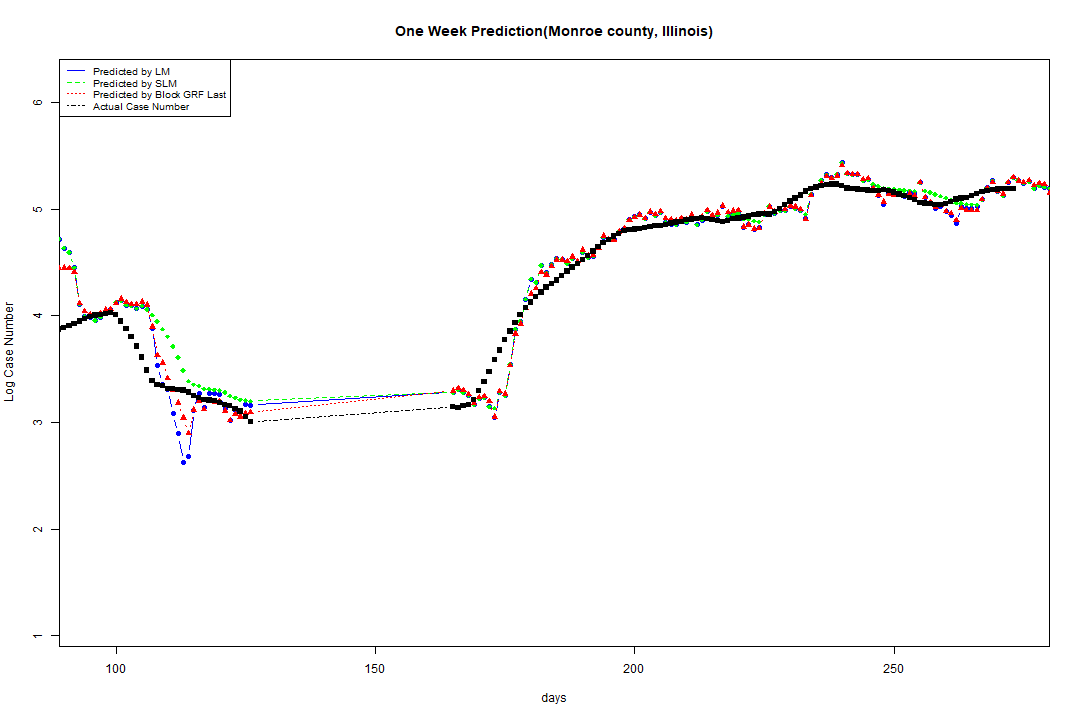 One Week Prediction(Monroe county, Illinois)
Predicted by LM
Predicted by SLM
Predicted by Block GRF Last
Actual Case Number
Log Case Number
6
5
4
3
2
1
100 150 200 250
days